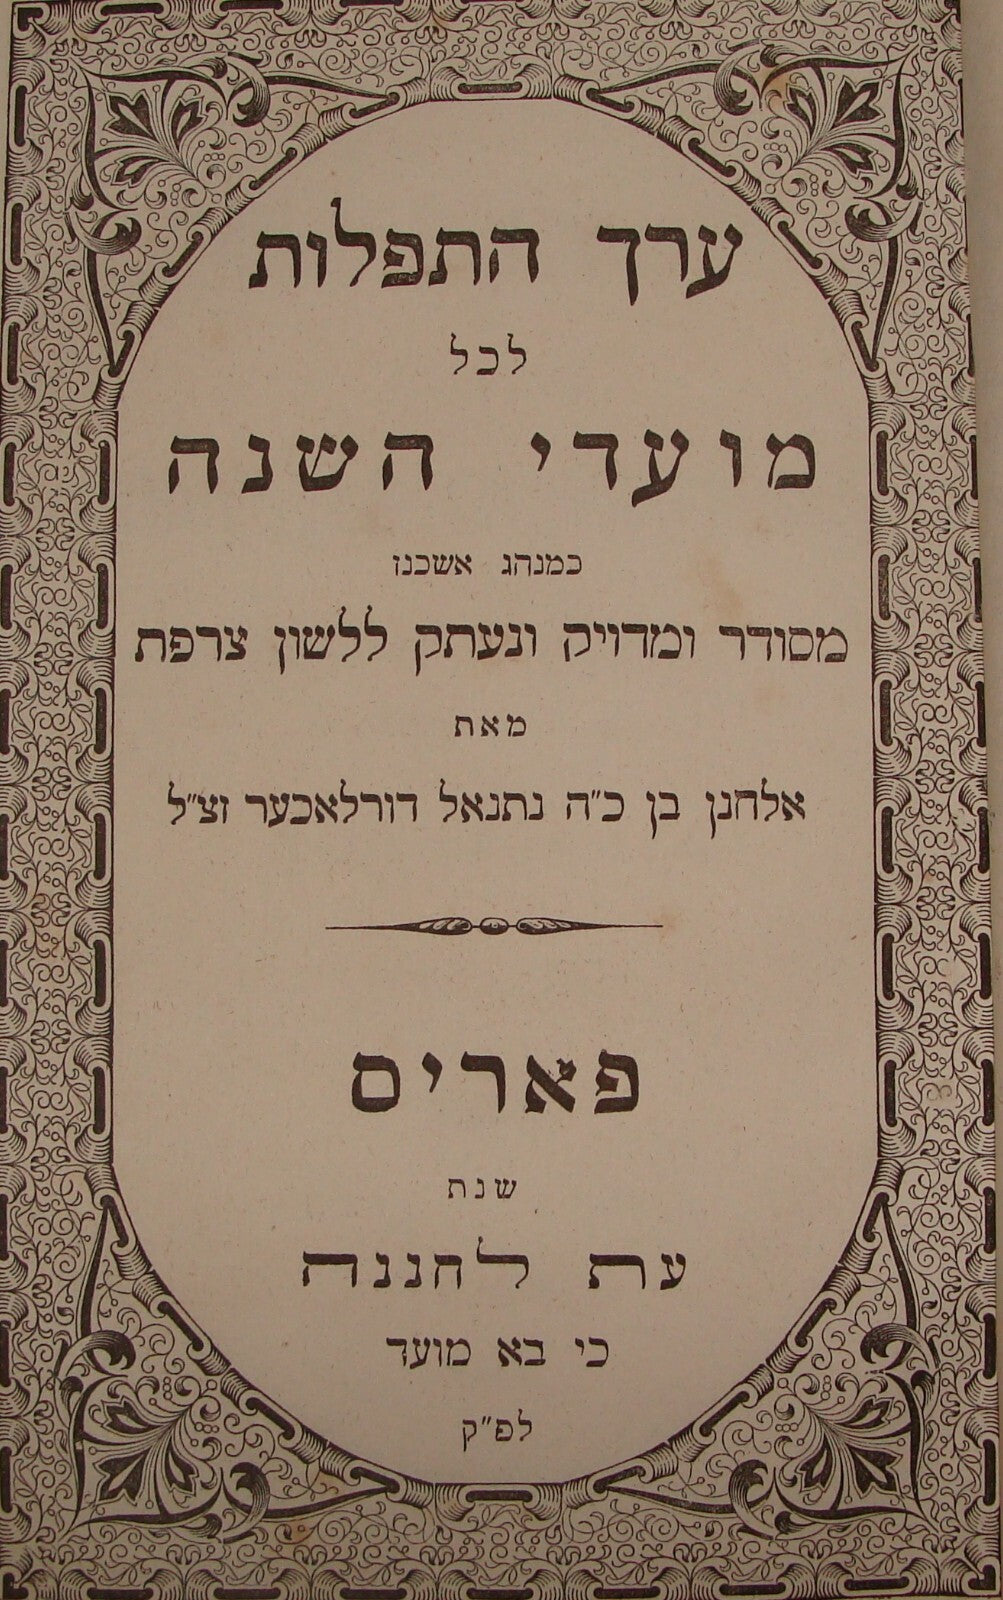 ערך התפלות
לכל
מועדי השנה
כמנהג אשכנז
מסודר ומדויק ונעתק ללשון צרפת
מאת
אלחנן בן כ״ה נתנאל דורלאכער זצ״ל
פאריס
שנת
עת לחננה
כי בא מועד
לפ״ק